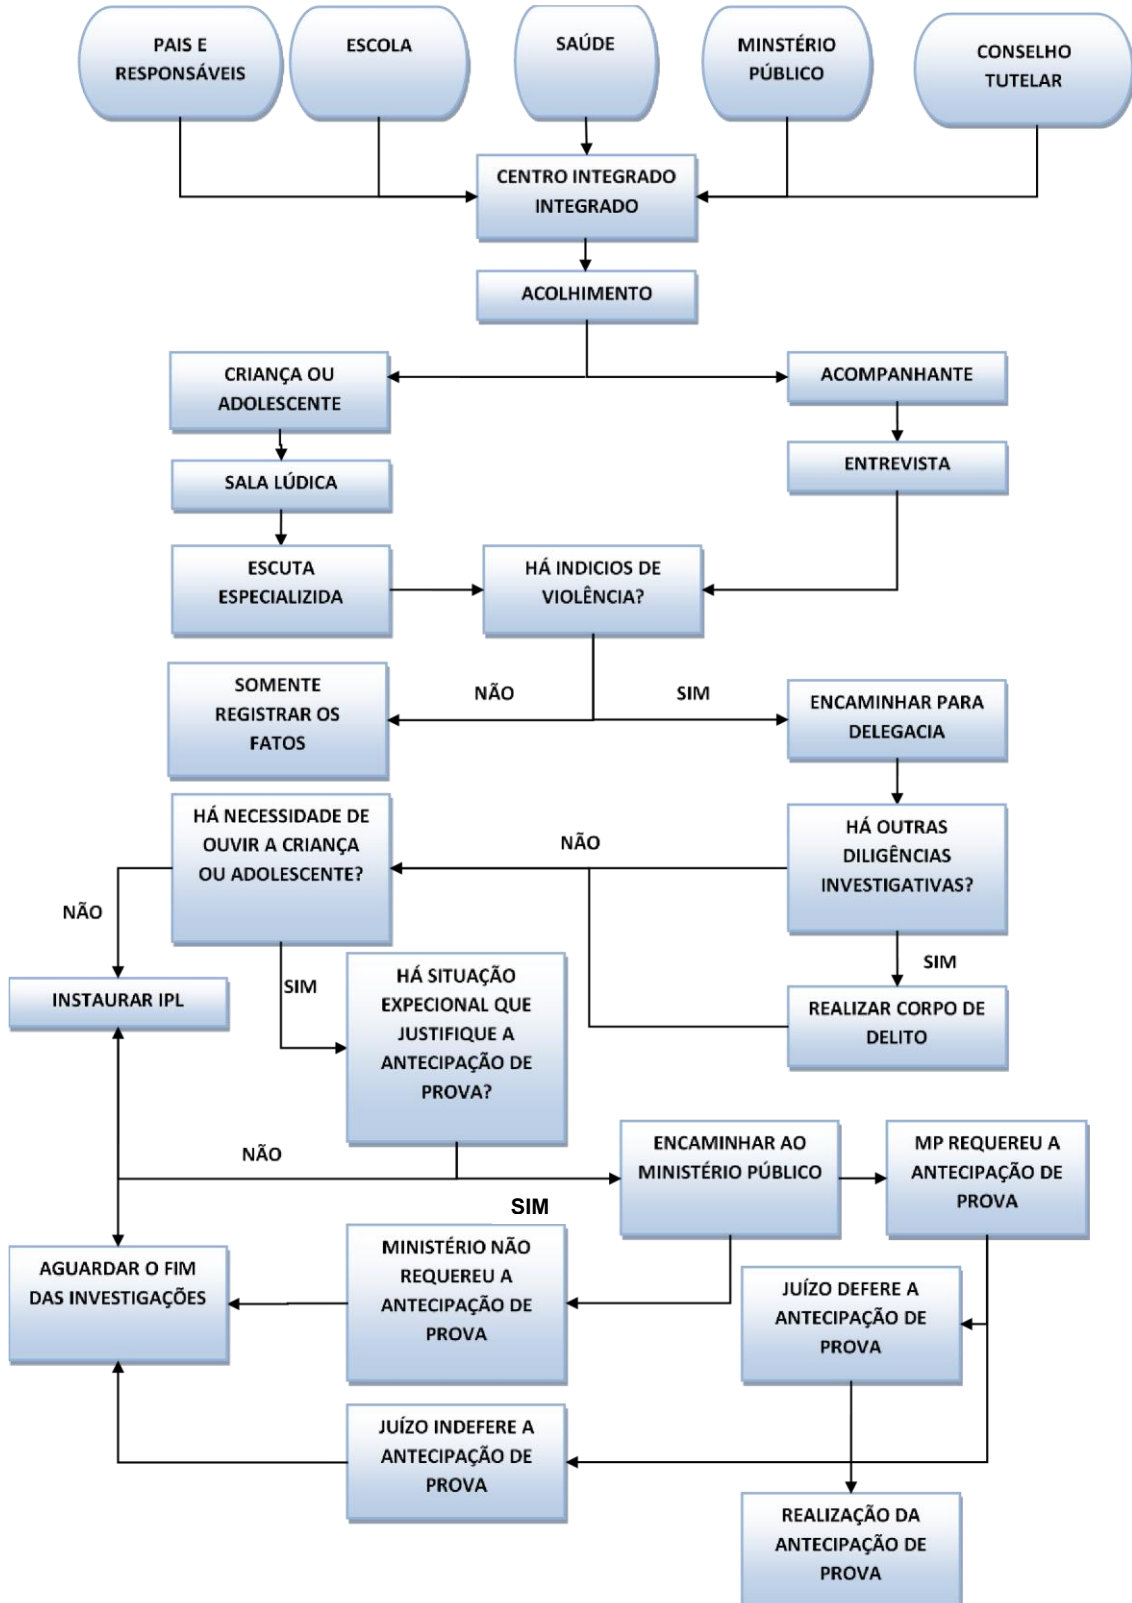 PAIS E
RESPONSÁVEIS
ESCOLA
SAÚDE
MINSTÉRIO
PÚBLICO
CONSELHO
TUTELAR
CENTRO INTEGRADO
INTEGRADO
ACOLHIMENTO
CRIANÇA OU
ADOLESCENTE
ACOMPANHANTE
SALA LÚDICA
ENTREVISTA
ESCUTA
ESPECIALIZIDA
HÁ INDICIOS DE
VIOLÊNCIA?
NÃO
SIM
SOMENTE
REGISTRAR OS
FATOS
ENCAMINHAR PARA
DELEGACIA
HÁ NECESSIDADE DE
OUVIR A CRIANÇA
OU ADOLESCENTE?
NÃO
HÁ OUTRAS
DILIGÊNCIAS
INVESTIGATIVAS?
NÃO
SIM
SIM
INSTAURAR IPL
HÁ SITUAÇÃO
EXPECIONAL QUE
JUSTIFIQUE A
ANTECIPAÇÃO DE
PROVA?
REALIZAR CORPO DE
DELITO
NÃO
SIM
ENCAMINHAR AO
MINISTÉRIO PÚBLICO
MP REQUEREU A
ANTECIPAÇÃO DE
PROVA
AGUARDAR O FIM
DAS INVESTIGAÇÕES
MINISTÉRIO NÃO
REQUEREU A
ANTECIPAÇÃO DE
PROVA
JUÍZO DEFERE A
ANTECIPAÇÃO DE
PROVA
JUÍZO INDEFERE A
ANTECIPAÇÃO DE
PROVA
REALIZAÇÃO DA
ANTECIPAÇÃO DE
PROVA